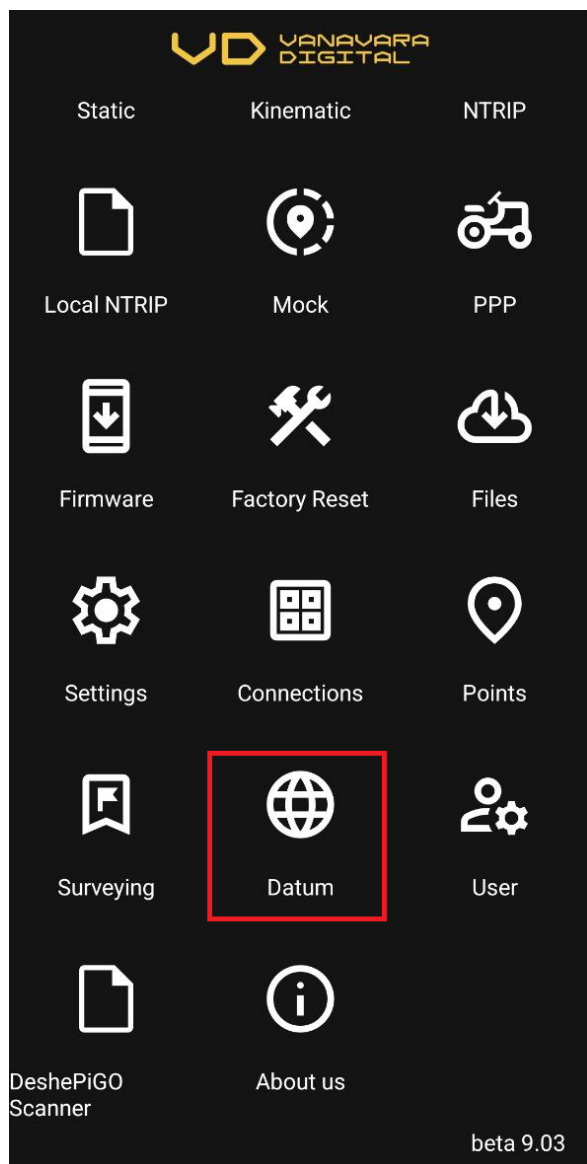 VD VANAVARA
DIGITAL
Static Kinematic NTRIP
Local NTRIP Mock PPP
Firmware Factory Reset Files
Settings Connections Points
Surveying Datum User
DeshePiGO
Scanner
About us
beta 9.03